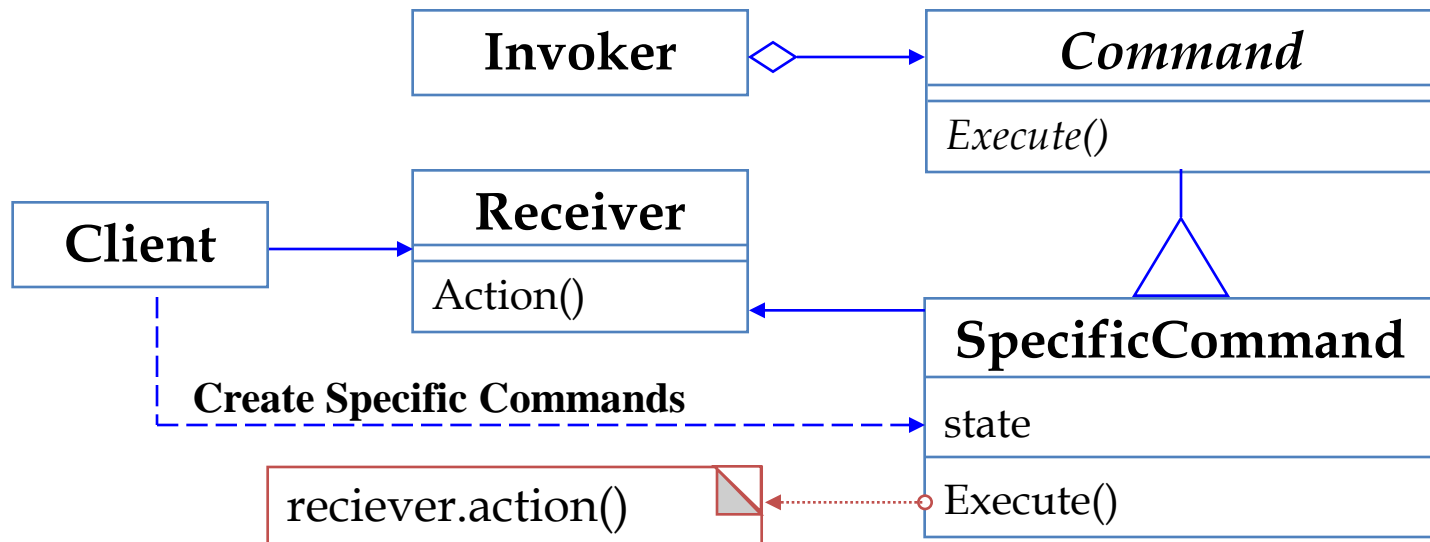 Invoker
Command
Execute()
Client
Receiver
Action()
SpecificCommand
state
Execute()
Create Specific Commands
reciever.action()